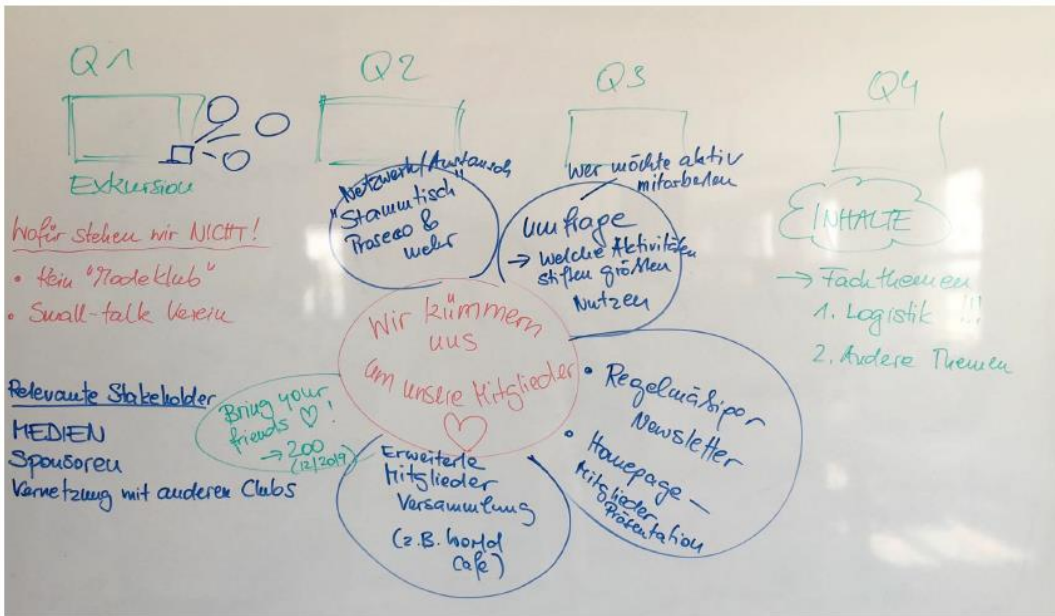 Q1
Q2
Q3
Q4
Exkursion
Wofür stehen wir NICHT!
• Kein "Modeklub"
• Small-talk Verein
Relevante Stakeholder
MEDIEN
Sponsoren
Vernetzung mit anderen Clubs
Netzwerk/Austausch
"Stammtisch"
Prosecco &
mehr
Wer möchte aktiv
mitarbeiten
Umfrage
→ Welche Aktivitäten
stiften größten
Nutzen
INHALTE
→ Fachthemen
1. Logistik !!!
2. Andere Themen
Wir kümmern
uns
um unsere Mitglieder
Bring your
friends ♡ !
→ 200
(12/2019)
Erweiterte
Mitglieder
Versammlung
(z.B. World
Cafe)
• Regelmäsiger
Newsletter
• Homepage –
Mitglieder
Präsentation